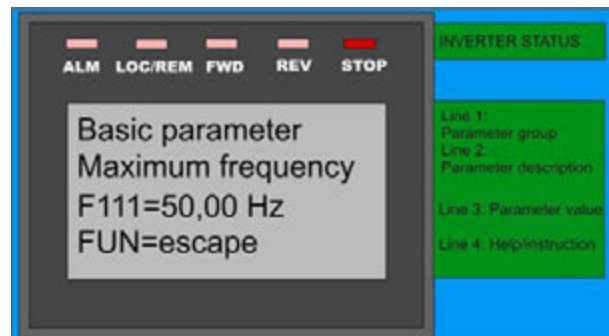 INVERTER STATUS
ALM LOC/REM FWD REV STOP
Basic parameter
Maximum frequency
F111=50,00 Hz
FUN=escape
Line 1:
Parameter group
Line 2:
Parameter description
Line 3: Parameter value
Line 4: Help/instruction